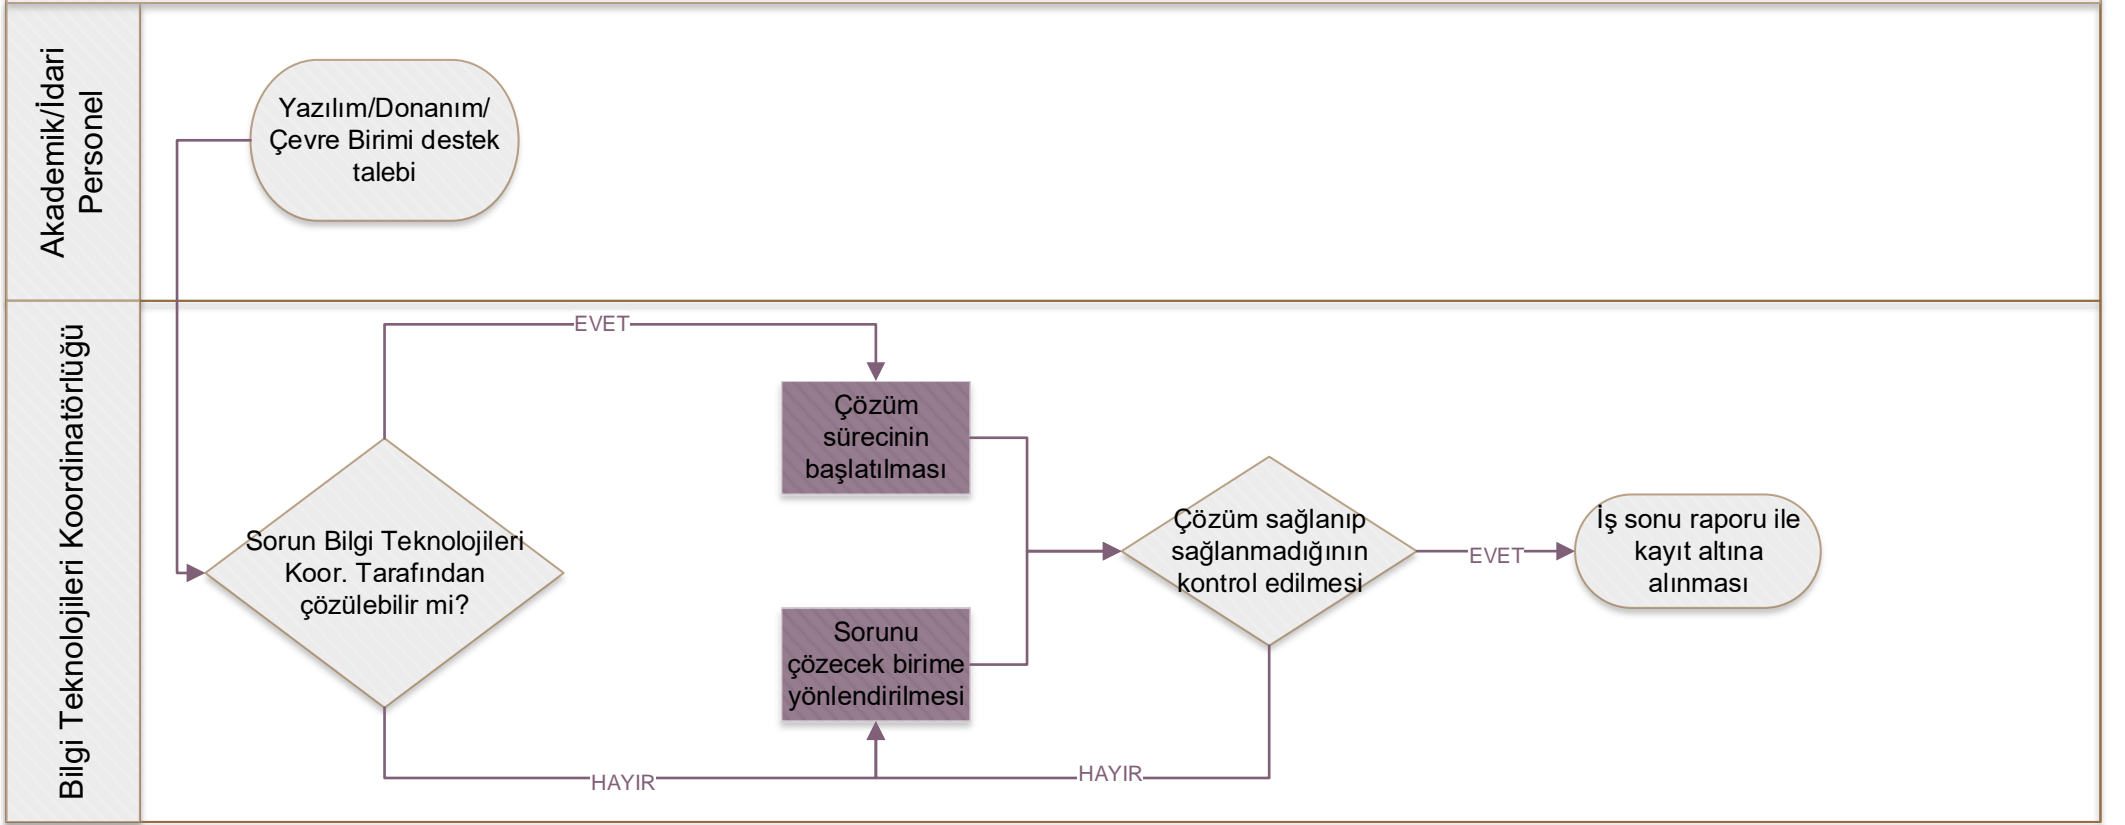 Akademik/İdari
Personel
Yazılım/Donanım/
Çevre Birimi destek
talebi
Bilgi Teknolojileri Koordinatörlüğü
EVET
Çözüm
sürecinin
başlatılması
Sorun Bilgi Teknolojileri
Koor. Tarafından
çözülebilir mi?
Çözüm sağlanıp
sağlanmadığının
kontrol edilmesi
EVET
İş sonu raporu ile
kayıt altına
alınması
Sorunu
çözecek birime
yönlendirilmesi
HAYIR
HAYIR